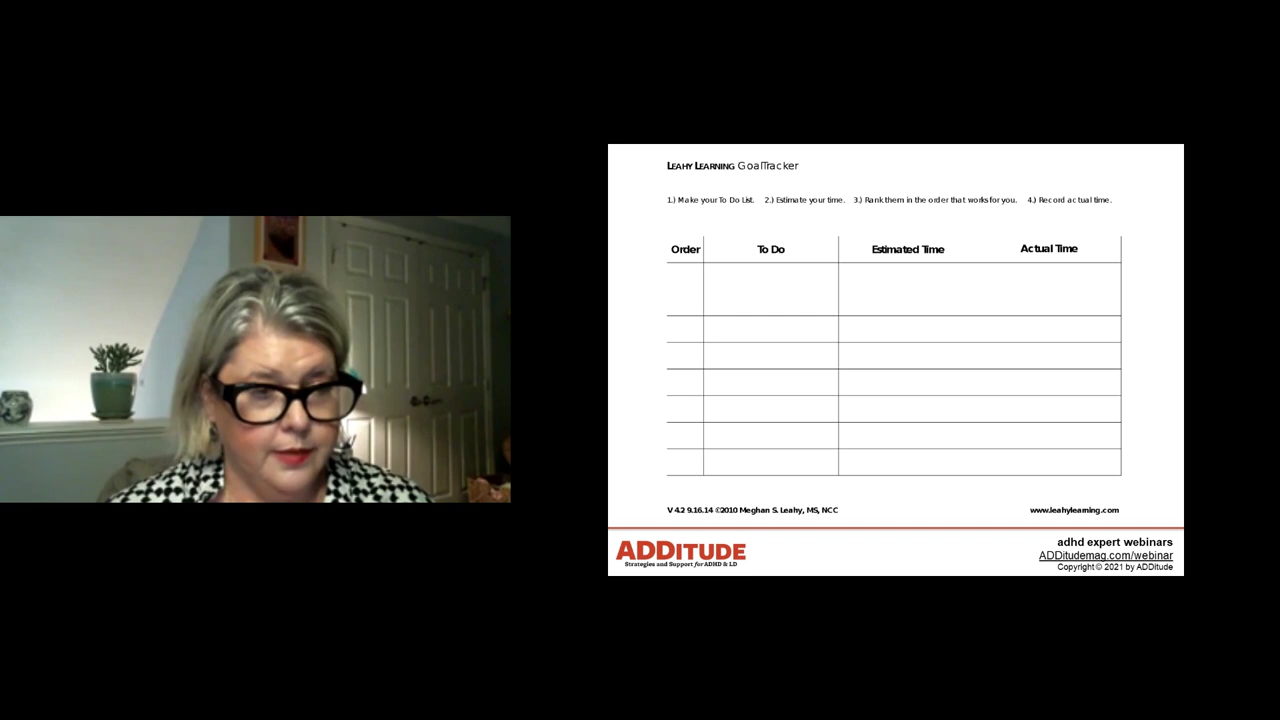 LEAHY LEARNING GoalTracker
1.) Make your To Do List. 2.) Estimate your time. 3.) Rank them in the order that works for you. 4.) Record actual time.
Order To Do Estimated Time Actual Time
V 4.2 9.16.14 ©2010 Meghan S. Leahy, MS, NCC www.leahylearning.com
ADDITUDE
Strategies and Support for ADHD & LD
adhd expert webinars
ADDitudemag.com/webinar
Copyright © 2021 by ADDitude